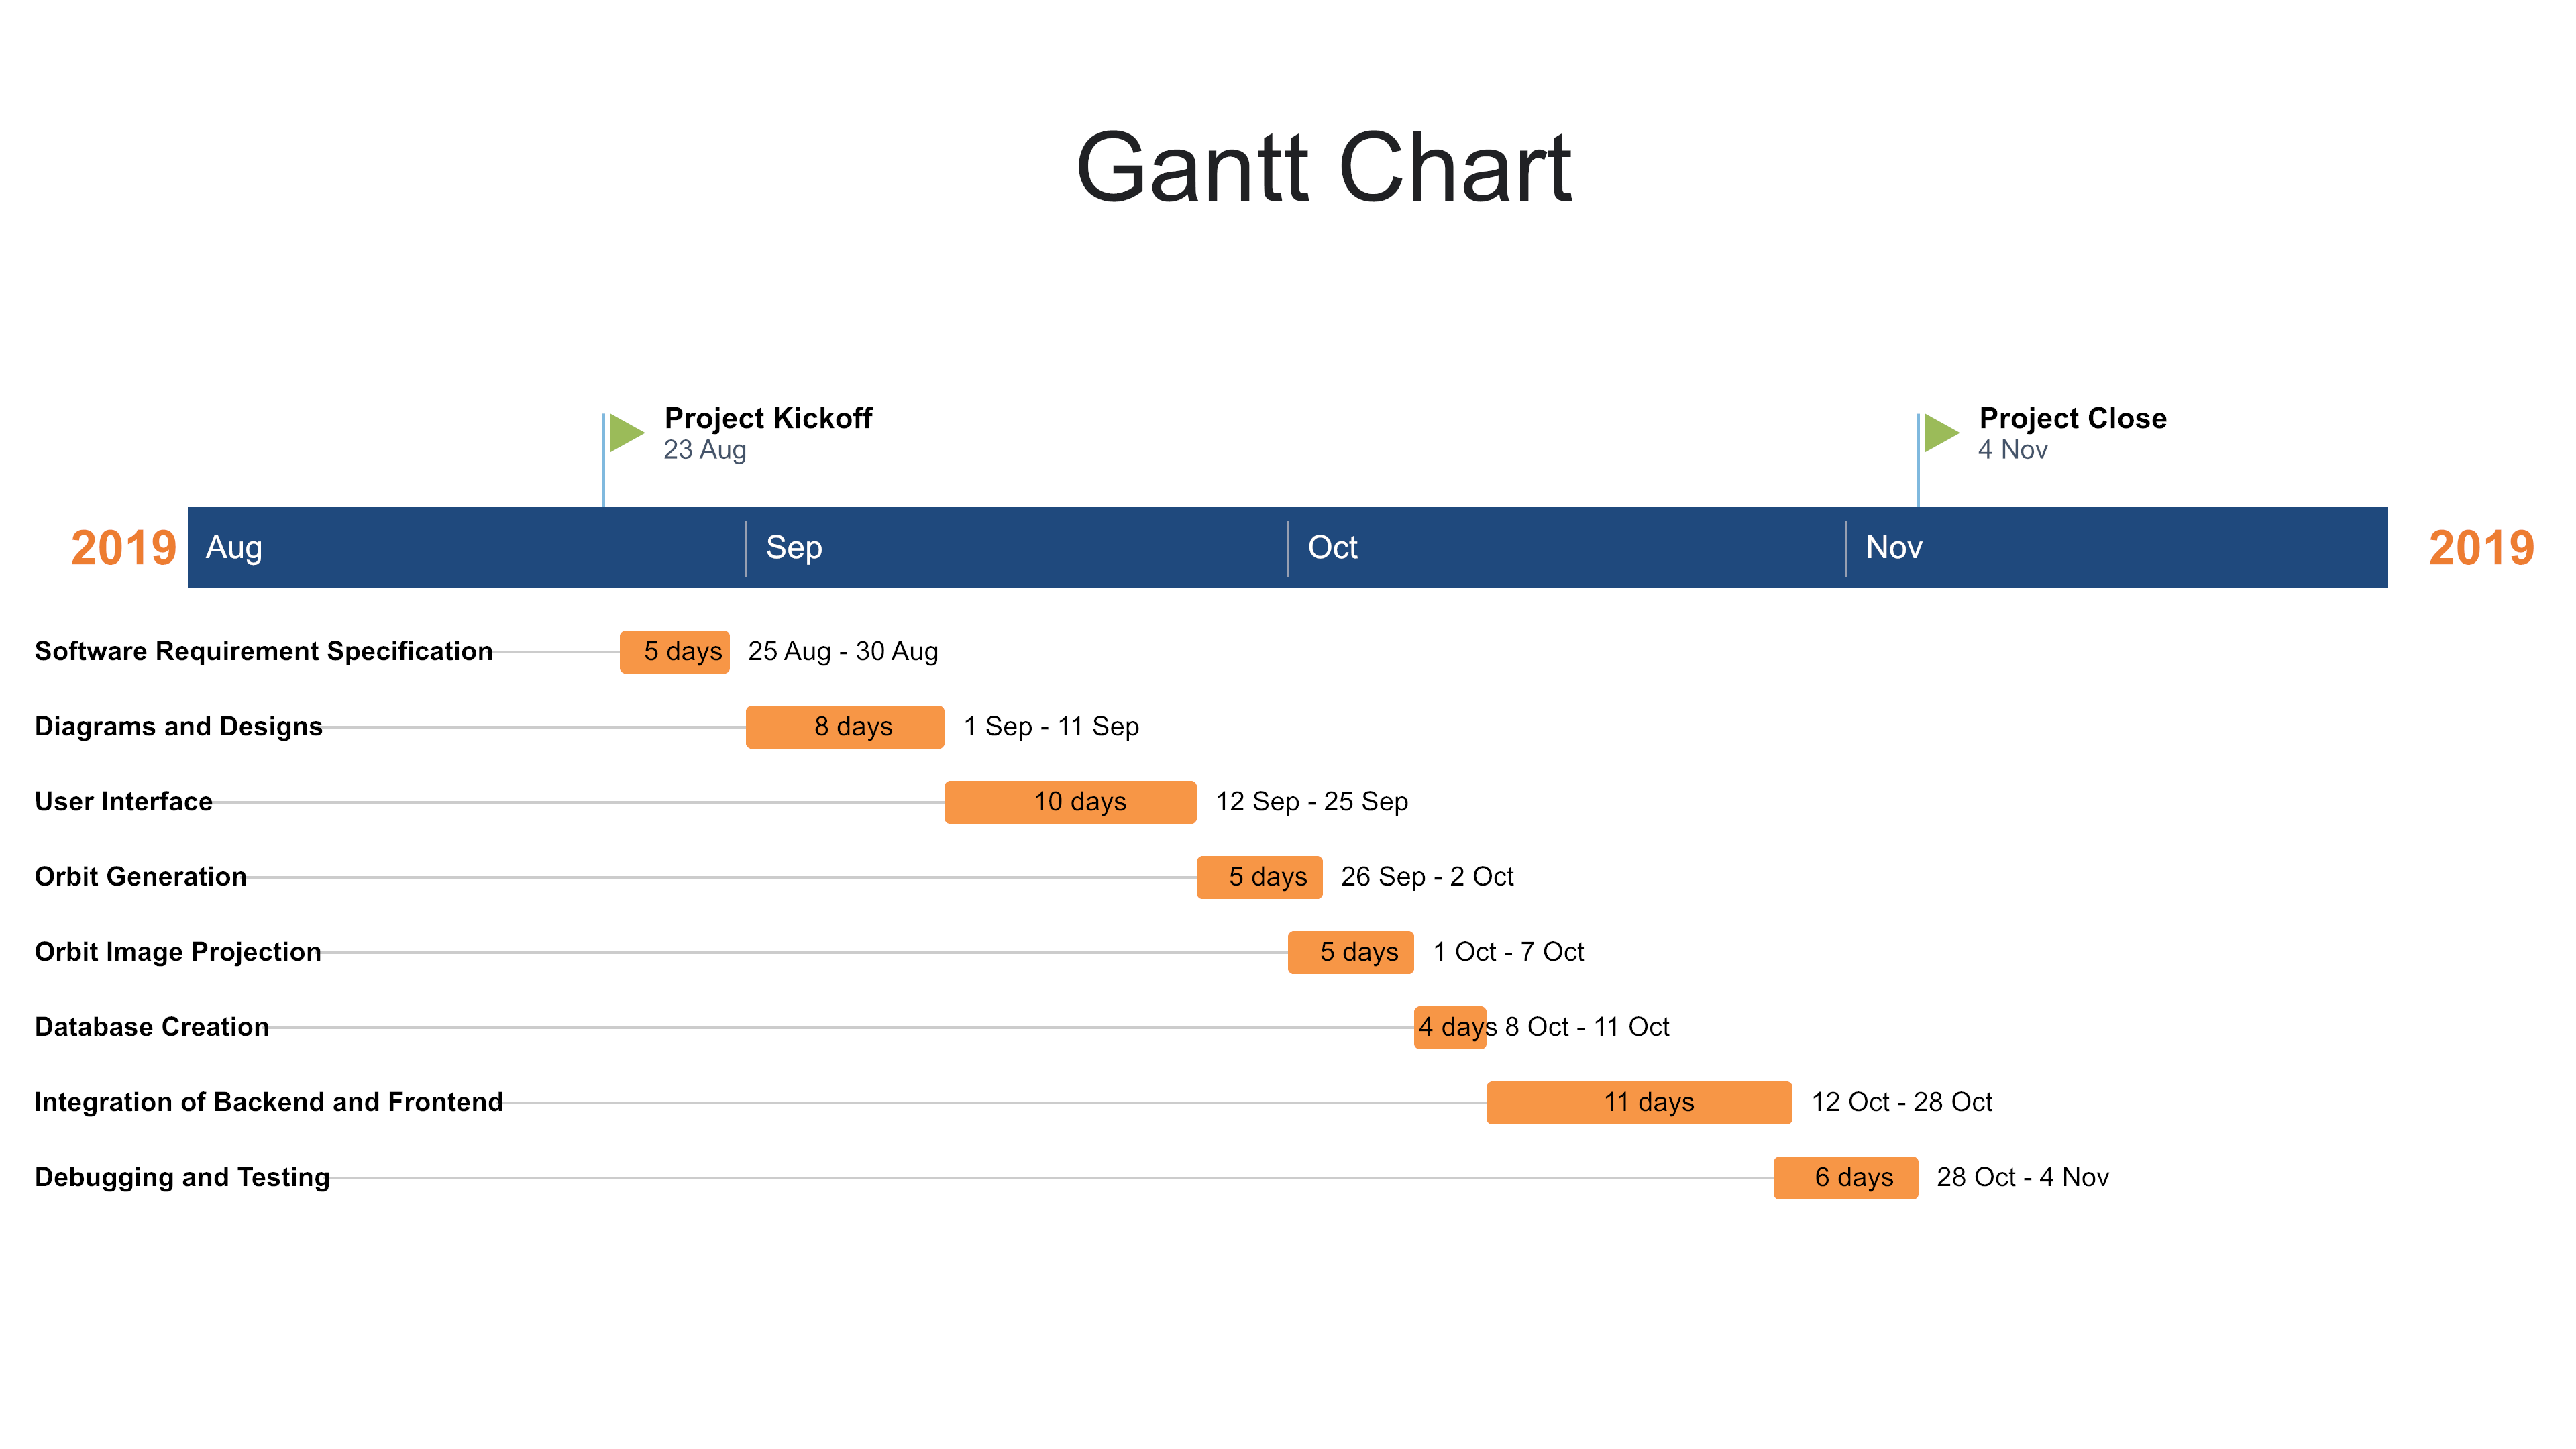 Gantt Chart
Project Kickoff
23 Aug
Project Close
4 Nov
2019 Aug Sep Oct Nov 2019
Software Requirement Specification 5 days 25 Aug - 30 Aug
Diagrams and Designs 8 days 1 Sep - 11 Sep
User Interface 10 days 12 Sep - 25 Sep
Orbit Generation 5 days 26 Sep - 2 Oct
Orbit Image Projection 5 days 1 Oct - 7 Oct
Database Creation 4 days 8 Oct - 11 Oct
Integration of Backend and Frontend 11 days 12 Oct - 28 Oct
Debugging and Testing 6 days 28 Oct - 4 Nov